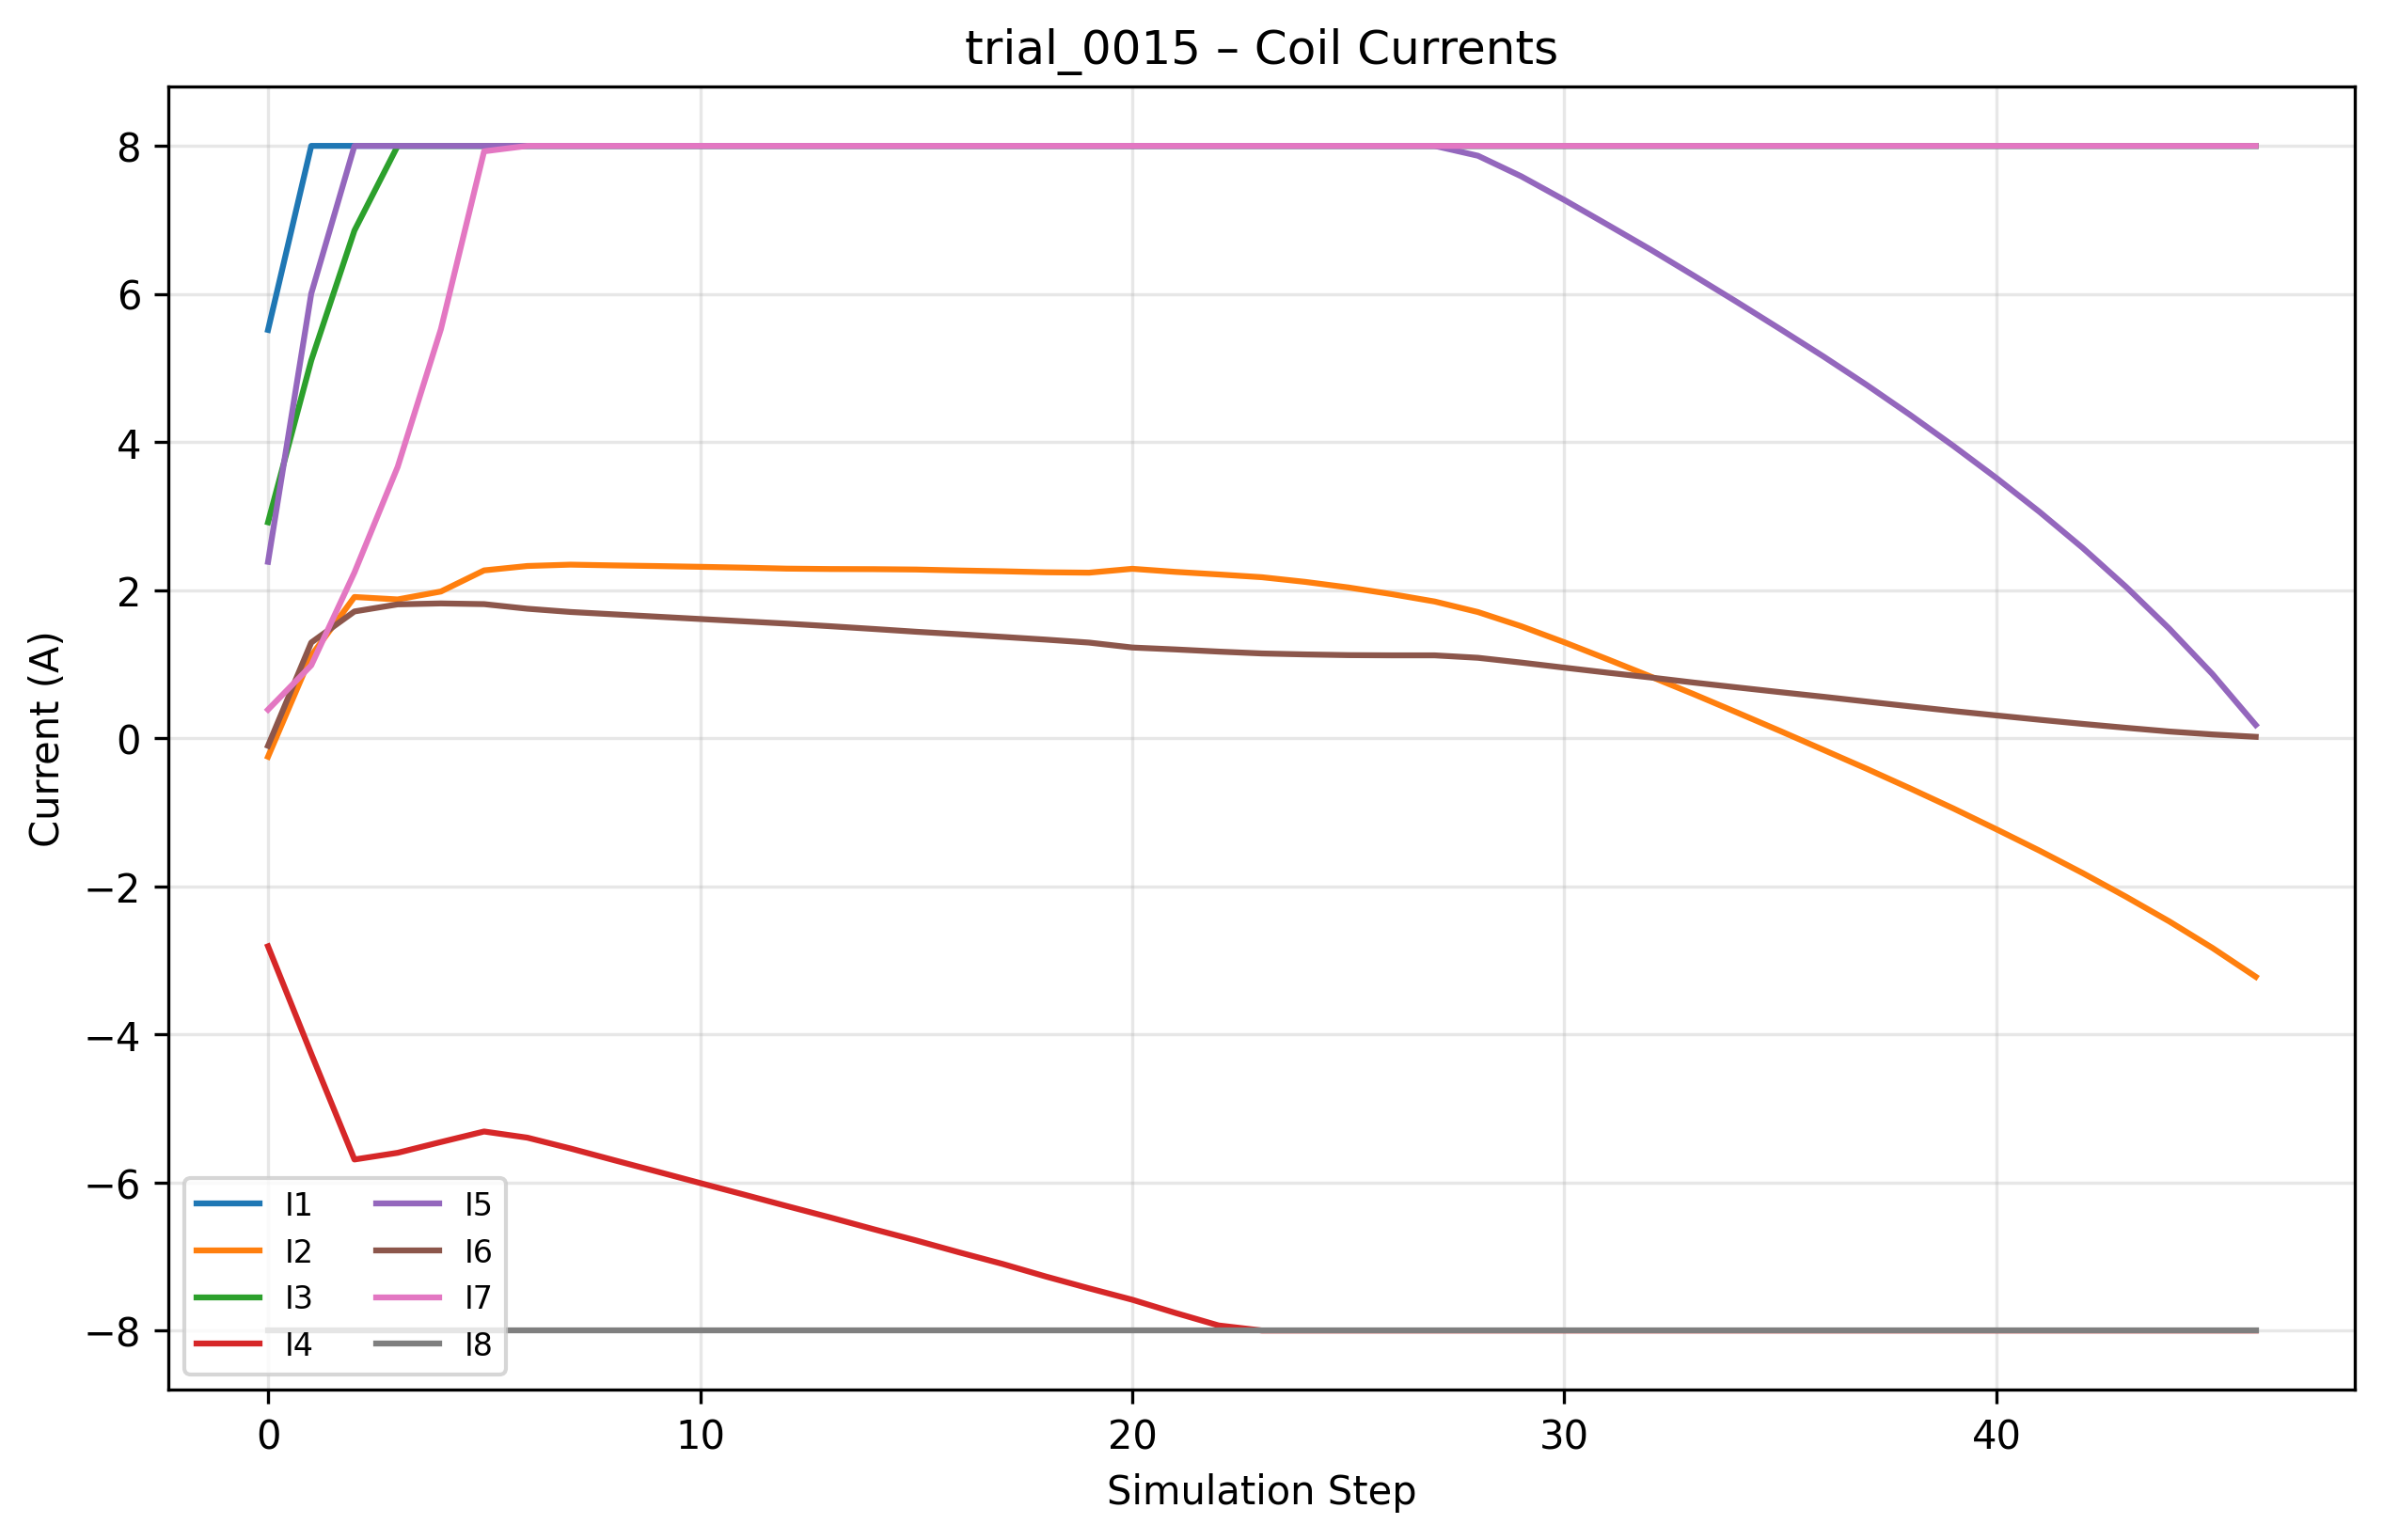 trial_0015 – Coil Currents
Current (A)
8
6
4
2
0
−2
−4
−6
−8
I1
I2
I3
I4
I5
I6
I7
I8
0
10
20
30
40
Simulation Step